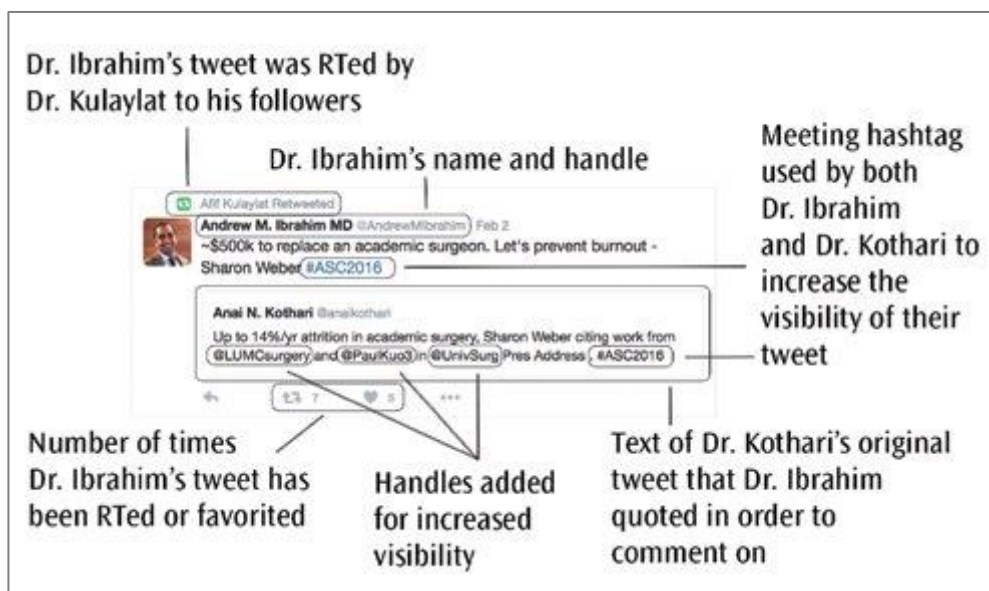 Dr. Ibrahim's tweet was RTed by
Dr. Kulaylat to his followers
Dr. Ibrahim's name and handle
Meeting hashtag
used by both
Dr. Ibrahim
and Dr. Kothari to
increase the
visibility of their
tweet
Afif Kulaylat Retweeted
Andrew M. Ibrahim MD @AndrewMIbrahim Feb 2
~$500k to replace an academic surgeon. Let's prevent burnout -
Sharon Weber #ASC2016
Anai N. Kothari @anaikothari
Up to 14%/yr attrition in academic surgery, Sharon Weber citing work from
@LUMCsurgery and @PaulKuo3 in @UnivSurg Pres Address , #ASC2016
7 5
Number of times
Dr. Ibrahim's tweet has
been RTed or favorited
Handles added
for increased
visibility
Text of Dr. Kothari's original
tweet that Dr. Ibrahim
quoted in order to
comment on